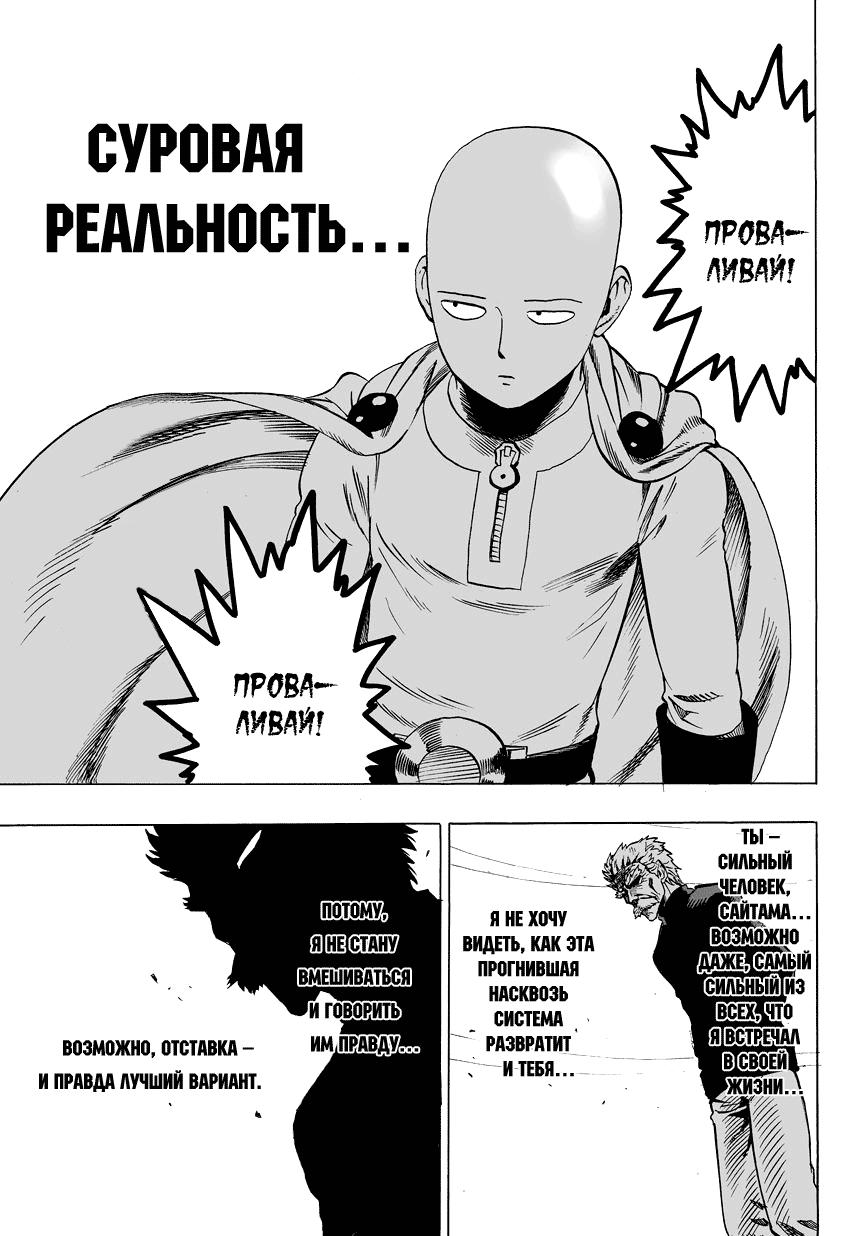 ПРОВА-
ЛИВАЙ!
СУРОВАЯ
РЕАЛЬНОСТЬ...
ПРОВА-
ЛИВАЙ!
ТЫ –
СИЛЬНЫЙ
ЧЕЛОВЕК,
САЙТАМА...
ВОЗМОЖНО
ДАЖЕ, САМЫЙ
СИЛЬНЫЙ ИЗ
ВСЕХ, ЧТО
Я ВСТРЕЧАЛ
В СВОЕЙ
ЖИЗНИ...
Я НЕ ХОЧУ
ВИДЕТЬ, КАК ЭТА
ПРОГНИВШАЯ
НАСКВОЗЬ
СИСТЕМА
РАЗВРАТИТ
И ТЕБЯ...
ПОТОМУ,
Я НЕ СТАНУ
ВМЕШИВАТЬСЯ
И ГОВОРИТЬ
ИМ ПРАВДУ...
ВОЗМОЖНО, ОТСТАВКА –
И ПРАВДА ЛУЧШИЙ ВАРИАНТ.